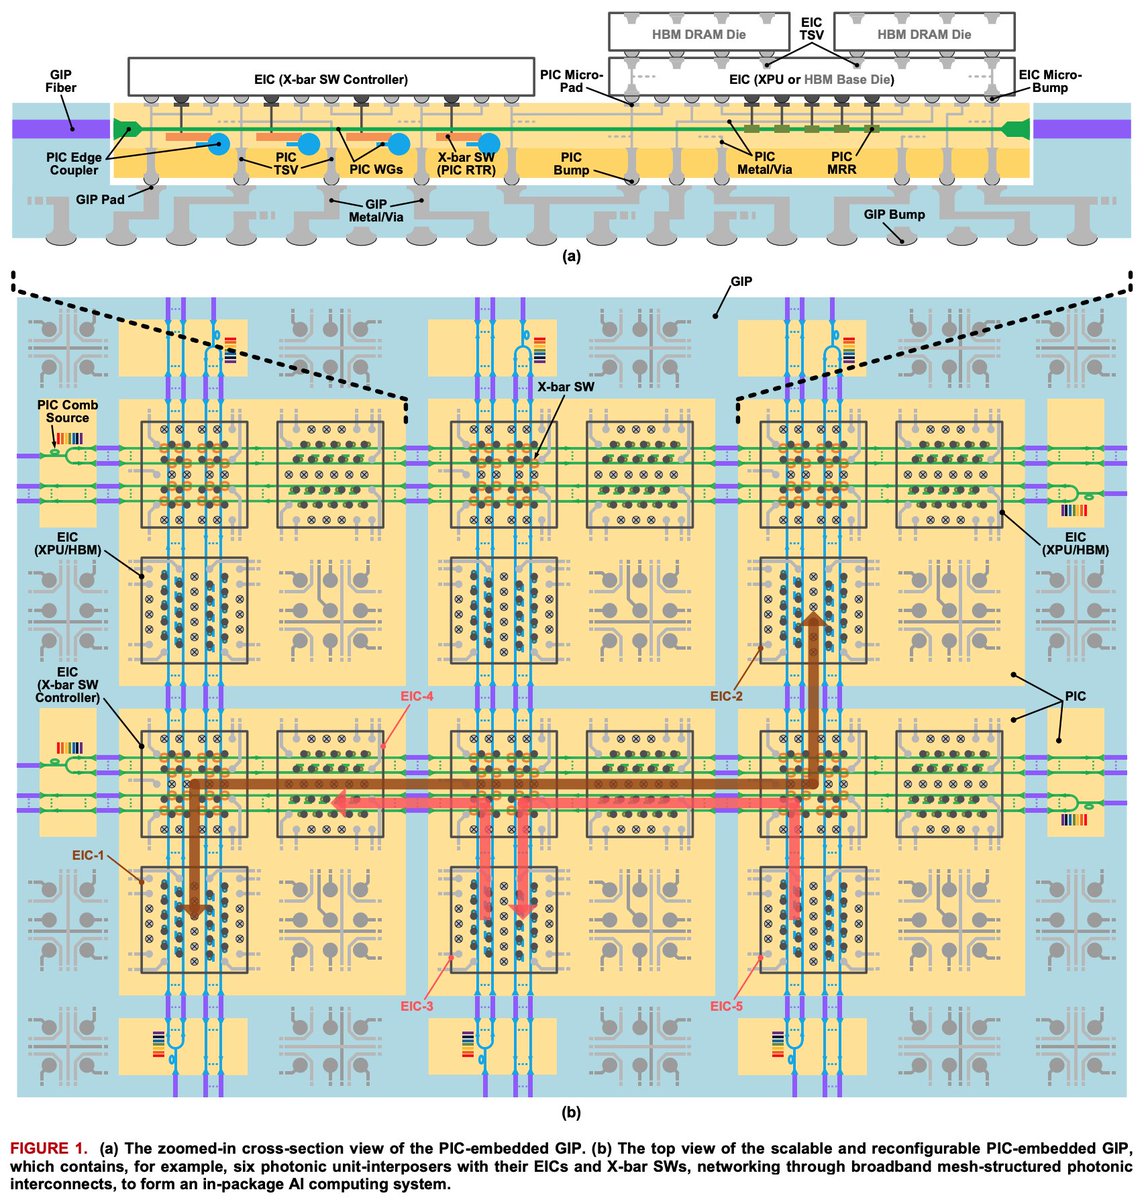 HBM DRAM Die
EIC
TSV
HBM DRAM Die
GIP
Fiber
EIC (X-bar SW Controller)
PIC Micro-
Pad
EIC (XPU or HBM Base Die)
EIC Micro-
Bump
PIC Edge
Coupler
PIC
TSV
PIC WGs
X-bar SW
(PIC RTR)
PIC
Bump
PIC
Metal/Via
PIC
MRR
GIP Pad
GIP
Metal/Via
GIP Bump
(a)
GIP
X-bar SW
PIC Comb
Source
EIC
(XPU/HBM)
EIC
(XPU/HBM)
EIC
(X-bar SW
Controller)
EIC-4
EIC-2
PIC
EIC-1
EIC-3
EIC-5
(b)
FIGURE 1. (a) The zoomed-in cross-section view of the PIC-embedded GIP. (b) The top view of the scalable and reconfigurable PIC-embedded GIP,
which contains, for example, six photonic unit-interposers with their EICs and X-bar SWs, networking through broadband mesh-structured photonic
interconnects, to form an in-package AI computing system.